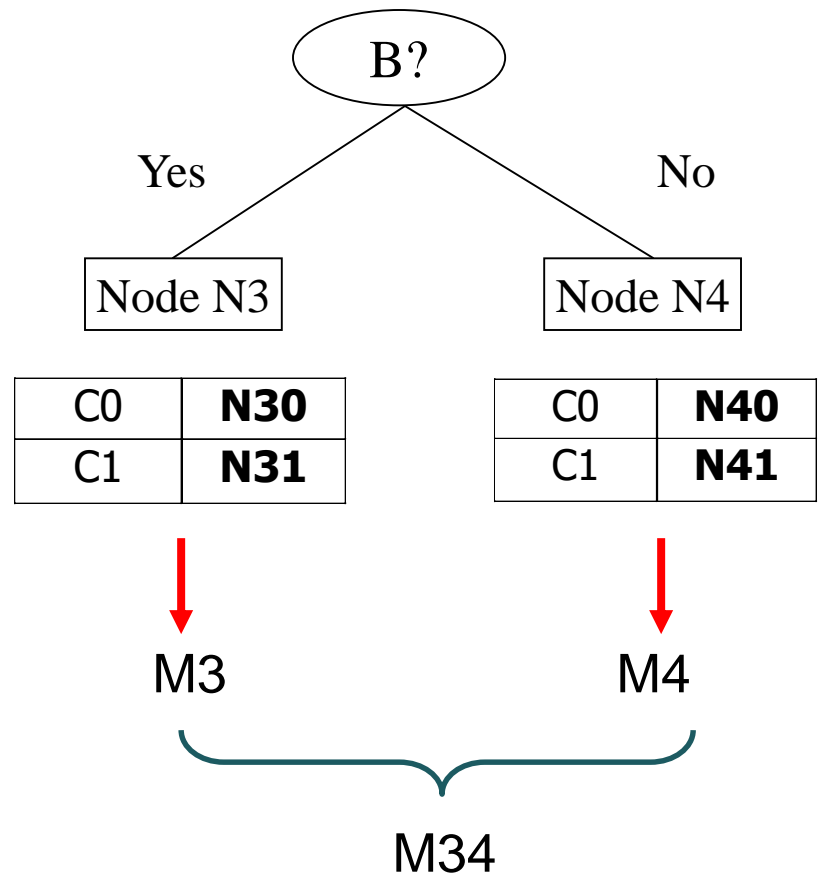 B?
Yes No
Node N3 Node N4
C0 N30 C0 N40
C1 N31 C1 N41
M3 M4
M34